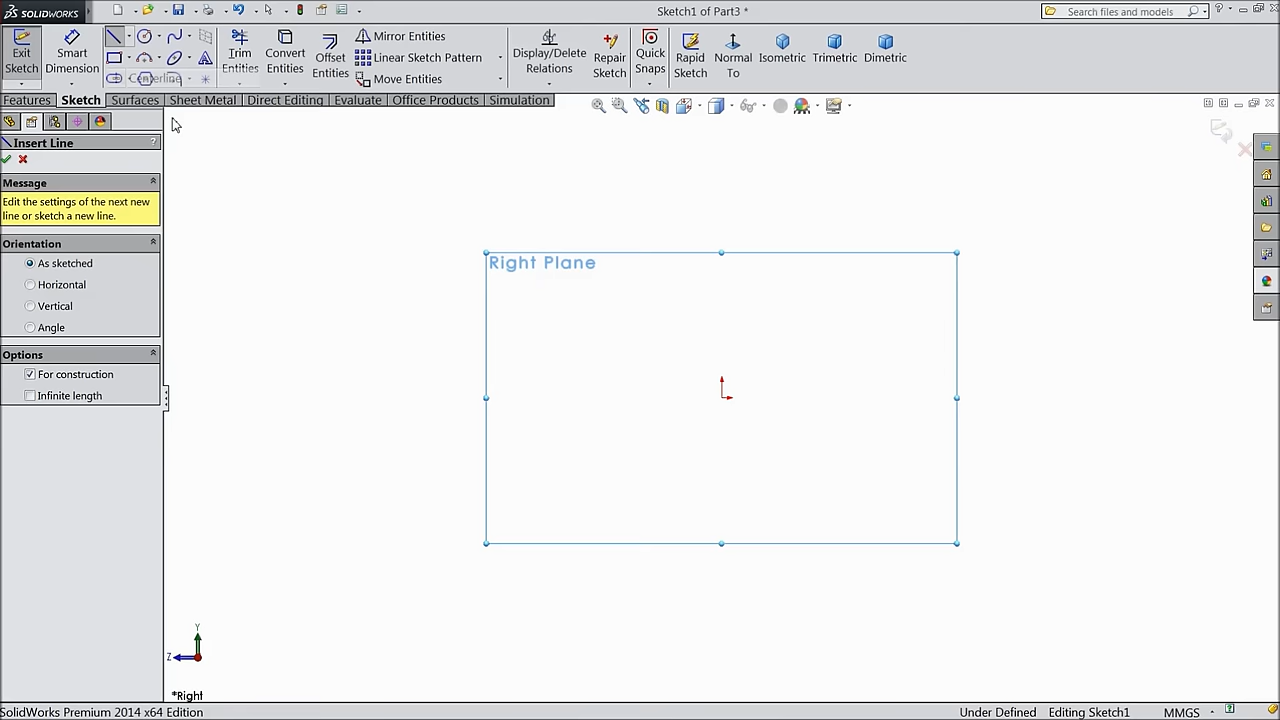 SOLIDWORKS
Sketch1 of Part3 *
Search files and models
?
Exit Sketch
Smart Dimension
Centerline
Trim Entities
Convert Entities
Offset Entities
Mirror Entities
Linear Sketch Pattern
Move Entities
Display/Delete Relations
Repair Sketch
Quick Snaps
Rapid Sketch
Normal To
Isometric
Trimetric
Dimetric
Features
Sketch
Surfaces
Sheet Metal
Direct Editing
Evaluate
Office Products
Simulation
Insert Line
?
Message
Edit the settings of the next new
line or sketch a new line.
Orientation
As sketched
Horizontal
Vertical
Angle
Options
For construction
Infinite length
Right Plane
Y
Z
*Right
SolidWorks Premium 2014 x64 Edition
Under Defined
Editing Sketch1
MMGS
?